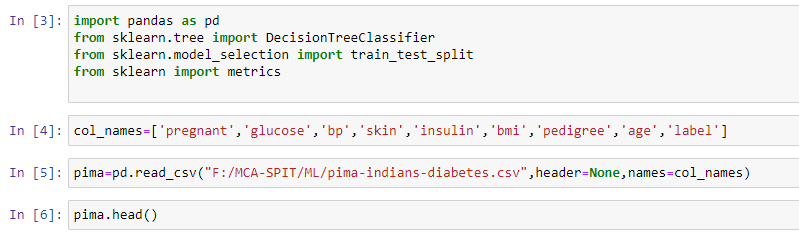 In [3]: import pandas as pd
from sklearn.tree import DecisionTreeClassifier
from sklearn.model_selection import train_test_split
from sklearn import metrics
In [4]: col_names=['pregnant','glucose','bp','skin','insulin','bmi','pedigree','age','label']
In [5]: pima=pd.read_csv("F:/MCA-SPIT/ML/pima-indians-diabetes.csv",header=None,names=col_names)
In [6]: pima.head()